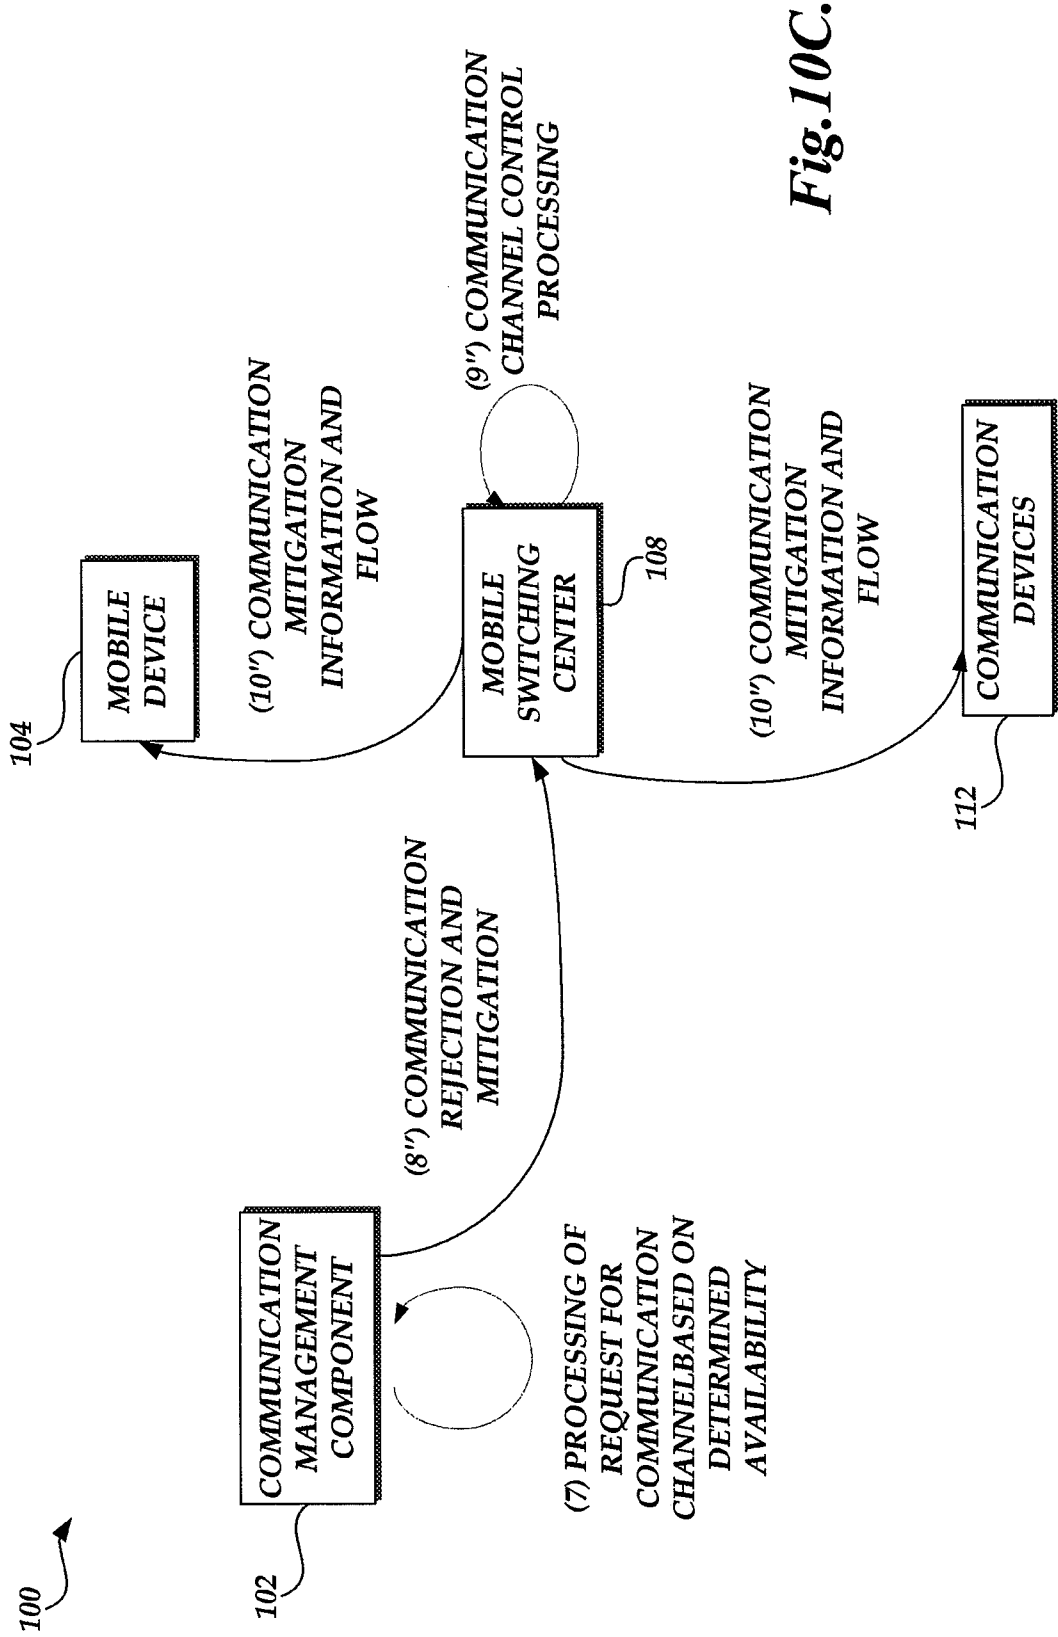 100
102
COMMUNICATION
MANAGEMENT
COMPONENT
(7) PROCESSING OF
REQUEST FOR
COMMUNICATION
CHANNELBASED ON
DETERMINED
AVAILABILITY
(8") COMMUNICATION
REJECTION AND
MITIGATION
104
MOBILE
DEVICE
(10") COMMUNICATION
MITIGATION
INFORMATION AND
FLOW
MOBILE
SWITCHING
CENTER
108
(9") COMMUNICATION
CHANNEL CONTROL
PROCESSING
(10") COMMUNICATION
MITIGATION
INFORMATION AND
FLOW
112
COMMUNICATION
DEVICES
Fig.10C.